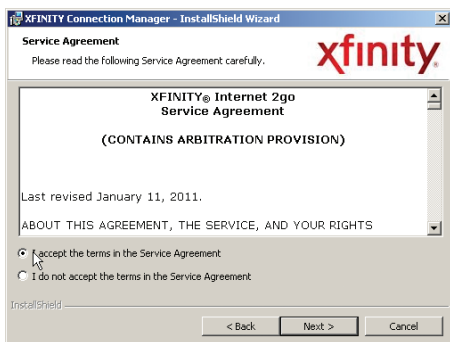 XFINITY Connection Manager - InstallShield Wizard
Service Agreement
Please read the following Service Agreement carefully.
xfinity®
XFINITY® Internet 2go
Service Agreement
(CONTAINS ARBITRATION PROVISION)
Last revised January 11, 2011.
ABOUT THIS AGREEMENT, THE SERVICE, AND YOUR RIGHTS
I accept the terms in the Service Agreement
I do not accept the terms in the Service Agreement
InstallShield
< Back Next > Cancel